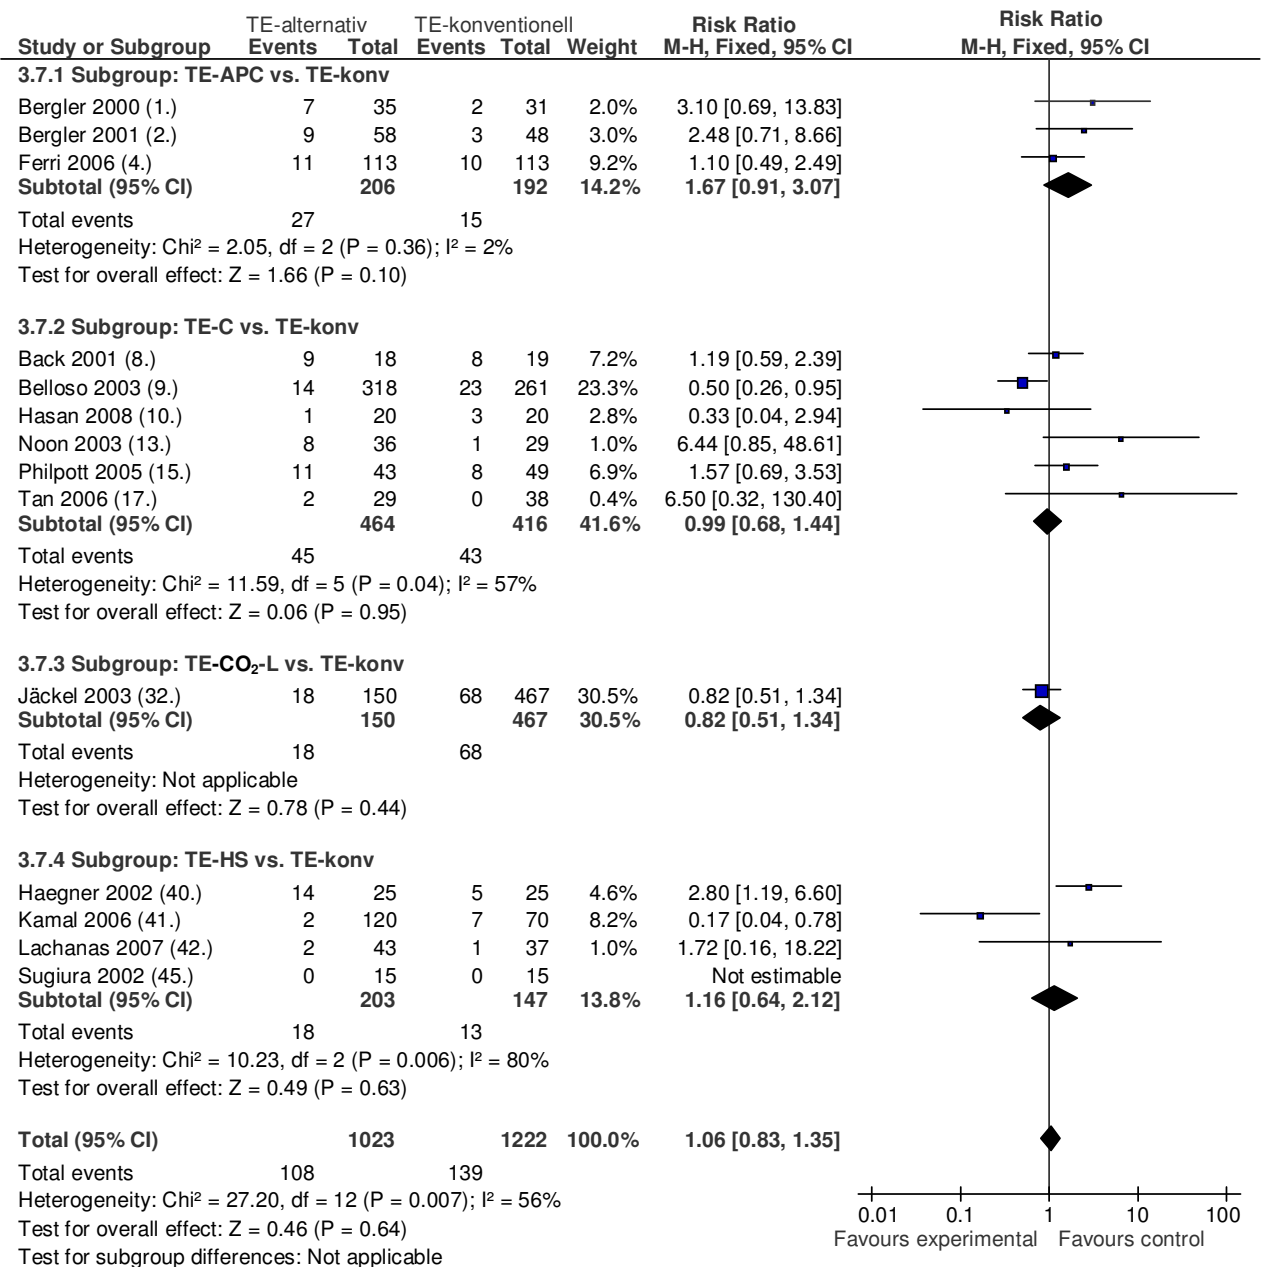 TE-alternativ TE-konventionell Risk Ratio Risk Ratio
Study or Subgroup Events Total Events Total Weight M-H, Fixed, 95% CI M-H, Fixed, 95% CI
3.7.1 Subgroup: TE-APC vs. TE-konv
Bergler 2000 (1.) 7 35 2 31 2.0% 3.10 [0.69, 13.83]
Bergler 2001 (2.) 9 58 3 48 3.0% 2.48 [0.71, 8.66]
Ferri 2006 (4.) 11 113 10 113 9.2% 1.10 [0.49, 2.49]
Subtotal (95% CI) 206 192 14.2% 1.67 [0.91, 3.07]
Total events 27 15
Heterogeneity: Chi² = 2.05, df = 2 (P = 0.36); I² = 2%
Test for overall effect: Z = 1.66 (P = 0.10)
3.7.2 Subgroup: TE-C vs. TE-konv
Back 2001 (8.) 9 18 8 19 7.2% 1.19 [0.59, 2.39]
Belloso 2003 (9.) 14 318 23 261 23.3% 0.50 [0.26, 0.95]
Hasan 2008 (10.) 1 20 3 20 2.8% 0.33 [0.04, 2.94]
Noon 2003 (13.) 8 36 1 29 1.0% 6.44 [0.85, 48.61]
Philpott 2005 (15.) 11 43 8 49 6.9% 1.57 [0.69, 3.53]
Tan 2006 (17.) 2 29 0 38 0.4% 6.50 [0.32, 130.40]
Subtotal (95% CI) 464 416 41.6% 0.99 [0.68, 1.44]
Total events 45 43
Heterogeneity: Chi² = 11.59, df = 5 (P = 0.04); I² = 57%
Test for overall effect: Z = 0.06 (P = 0.95)
3.7.3 Subgroup: TE-CO₂-L vs. TE-konv
Jäckel 2003 (32.) 18 150 68 467 30.5% 0.82 [0.51, 1.34]
Subtotal (95% CI) 150 467 30.5% 0.82 [0.51, 1.34]
Total events 18 68
Heterogeneity: Not applicable
Test for overall effect: Z = 0.78 (P = 0.44)
3.7.4 Subgroup: TE-HS vs. TE-konv
Haegner 2002 (40.) 14 25 5 25 4.6% 2.80 [1.19, 6.60]
Kamal 2006 (41.) 2 120 7 70 8.2% 0.17 [0.04, 0.78]
Lachanas 2007 (42.) 2 43 1 37 1.0% 1.72 [0.16, 18.22]
Sugiura 2002 (45.) 0 15 0 15 Not estimable
Subtotal (95% CI) 203 147 13.8% 1.16 [0.64, 2.12]
Total events 18 13
Heterogeneity: Chi² = 10.23, df = 2 (P = 0.006); I² = 80%
Test for overall effect: Z = 0.49 (P = 0.63)
Total (95% CI) 1023 1222 100.0% 1.06 [0.83, 1.35]
Total events 108 139
Heterogeneity: Chi² = 27.20, df = 12 (P = 0.007); I² = 56%
Test for overall effect: Z = 0.46 (P = 0.64)
Test for subgroup differences: Not applicable
0.01 0.1 1 10 100
Favours experimental Favours control